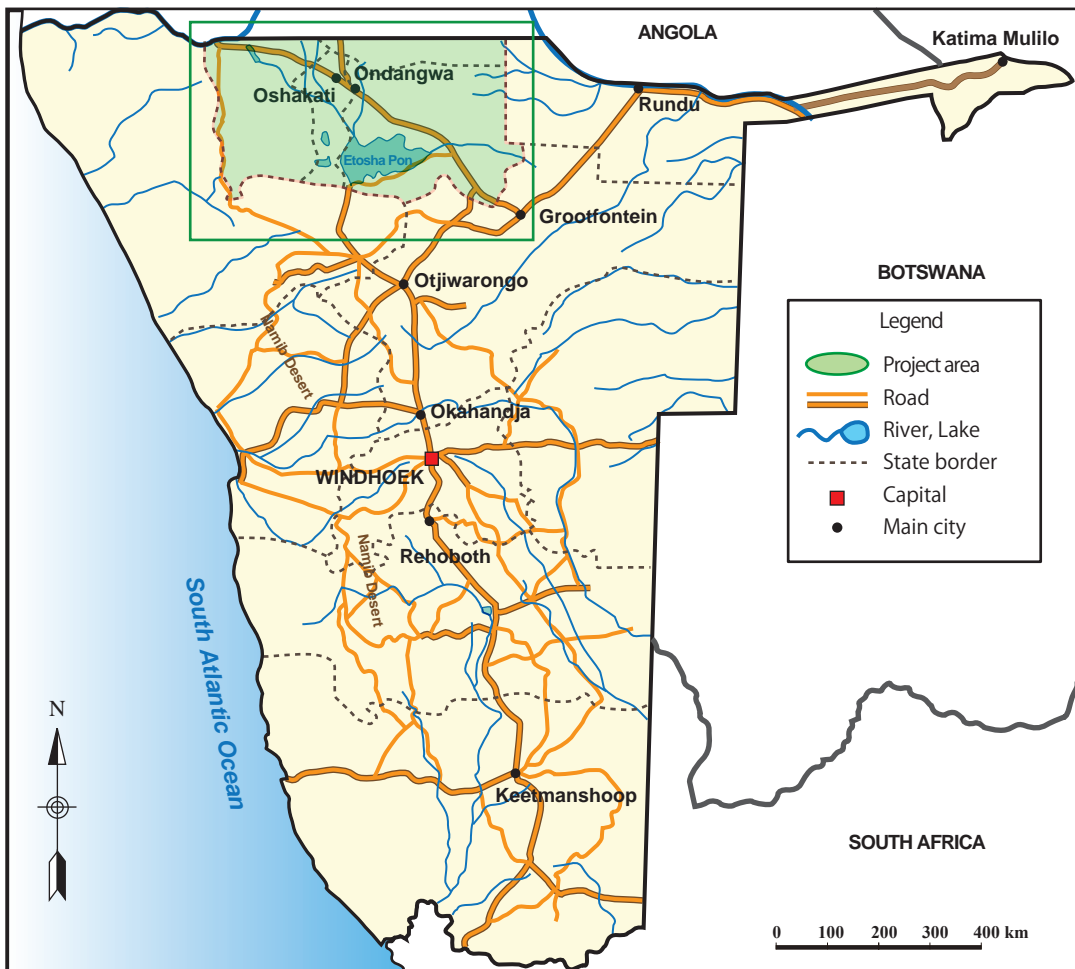 ANGOLA
Katima Mulilo
Ondangwa
Oshakati
Rundu
Etosha Pon
Grootfontein
BOTSWANA
Otjiwarongo
Legend
Namib Desert
Project area
Road
Okahandja
River, Lake
State border
WINDHOEK
Capital
Main city
Rehoboth
Namib Desert
South Atlantic Ocean
N
Keetmanshoop
SOUTH AFRICA
0 100 200 300 400 km